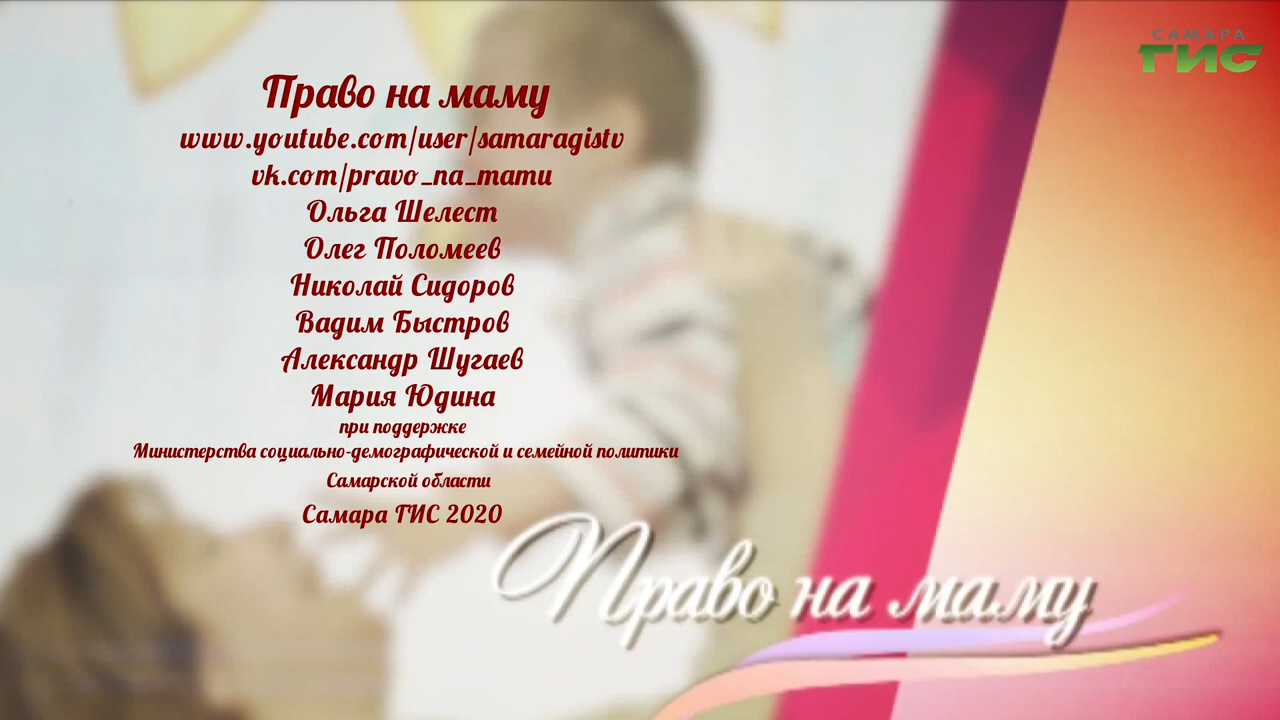 САМАРА
ГИС
Право на маму
www.youtube.com/user/samaragistv
vk.com/pravo_na_mamu
Ольга Шелест
Олег Поломеев
Николай Сидоров
Вадим Быстров
Александр Шугаев
Мария Юдина
при поддержке
Министерства социально-демографической и семейной политики
Самарской области
Самара ГИС 2020
Право на маму